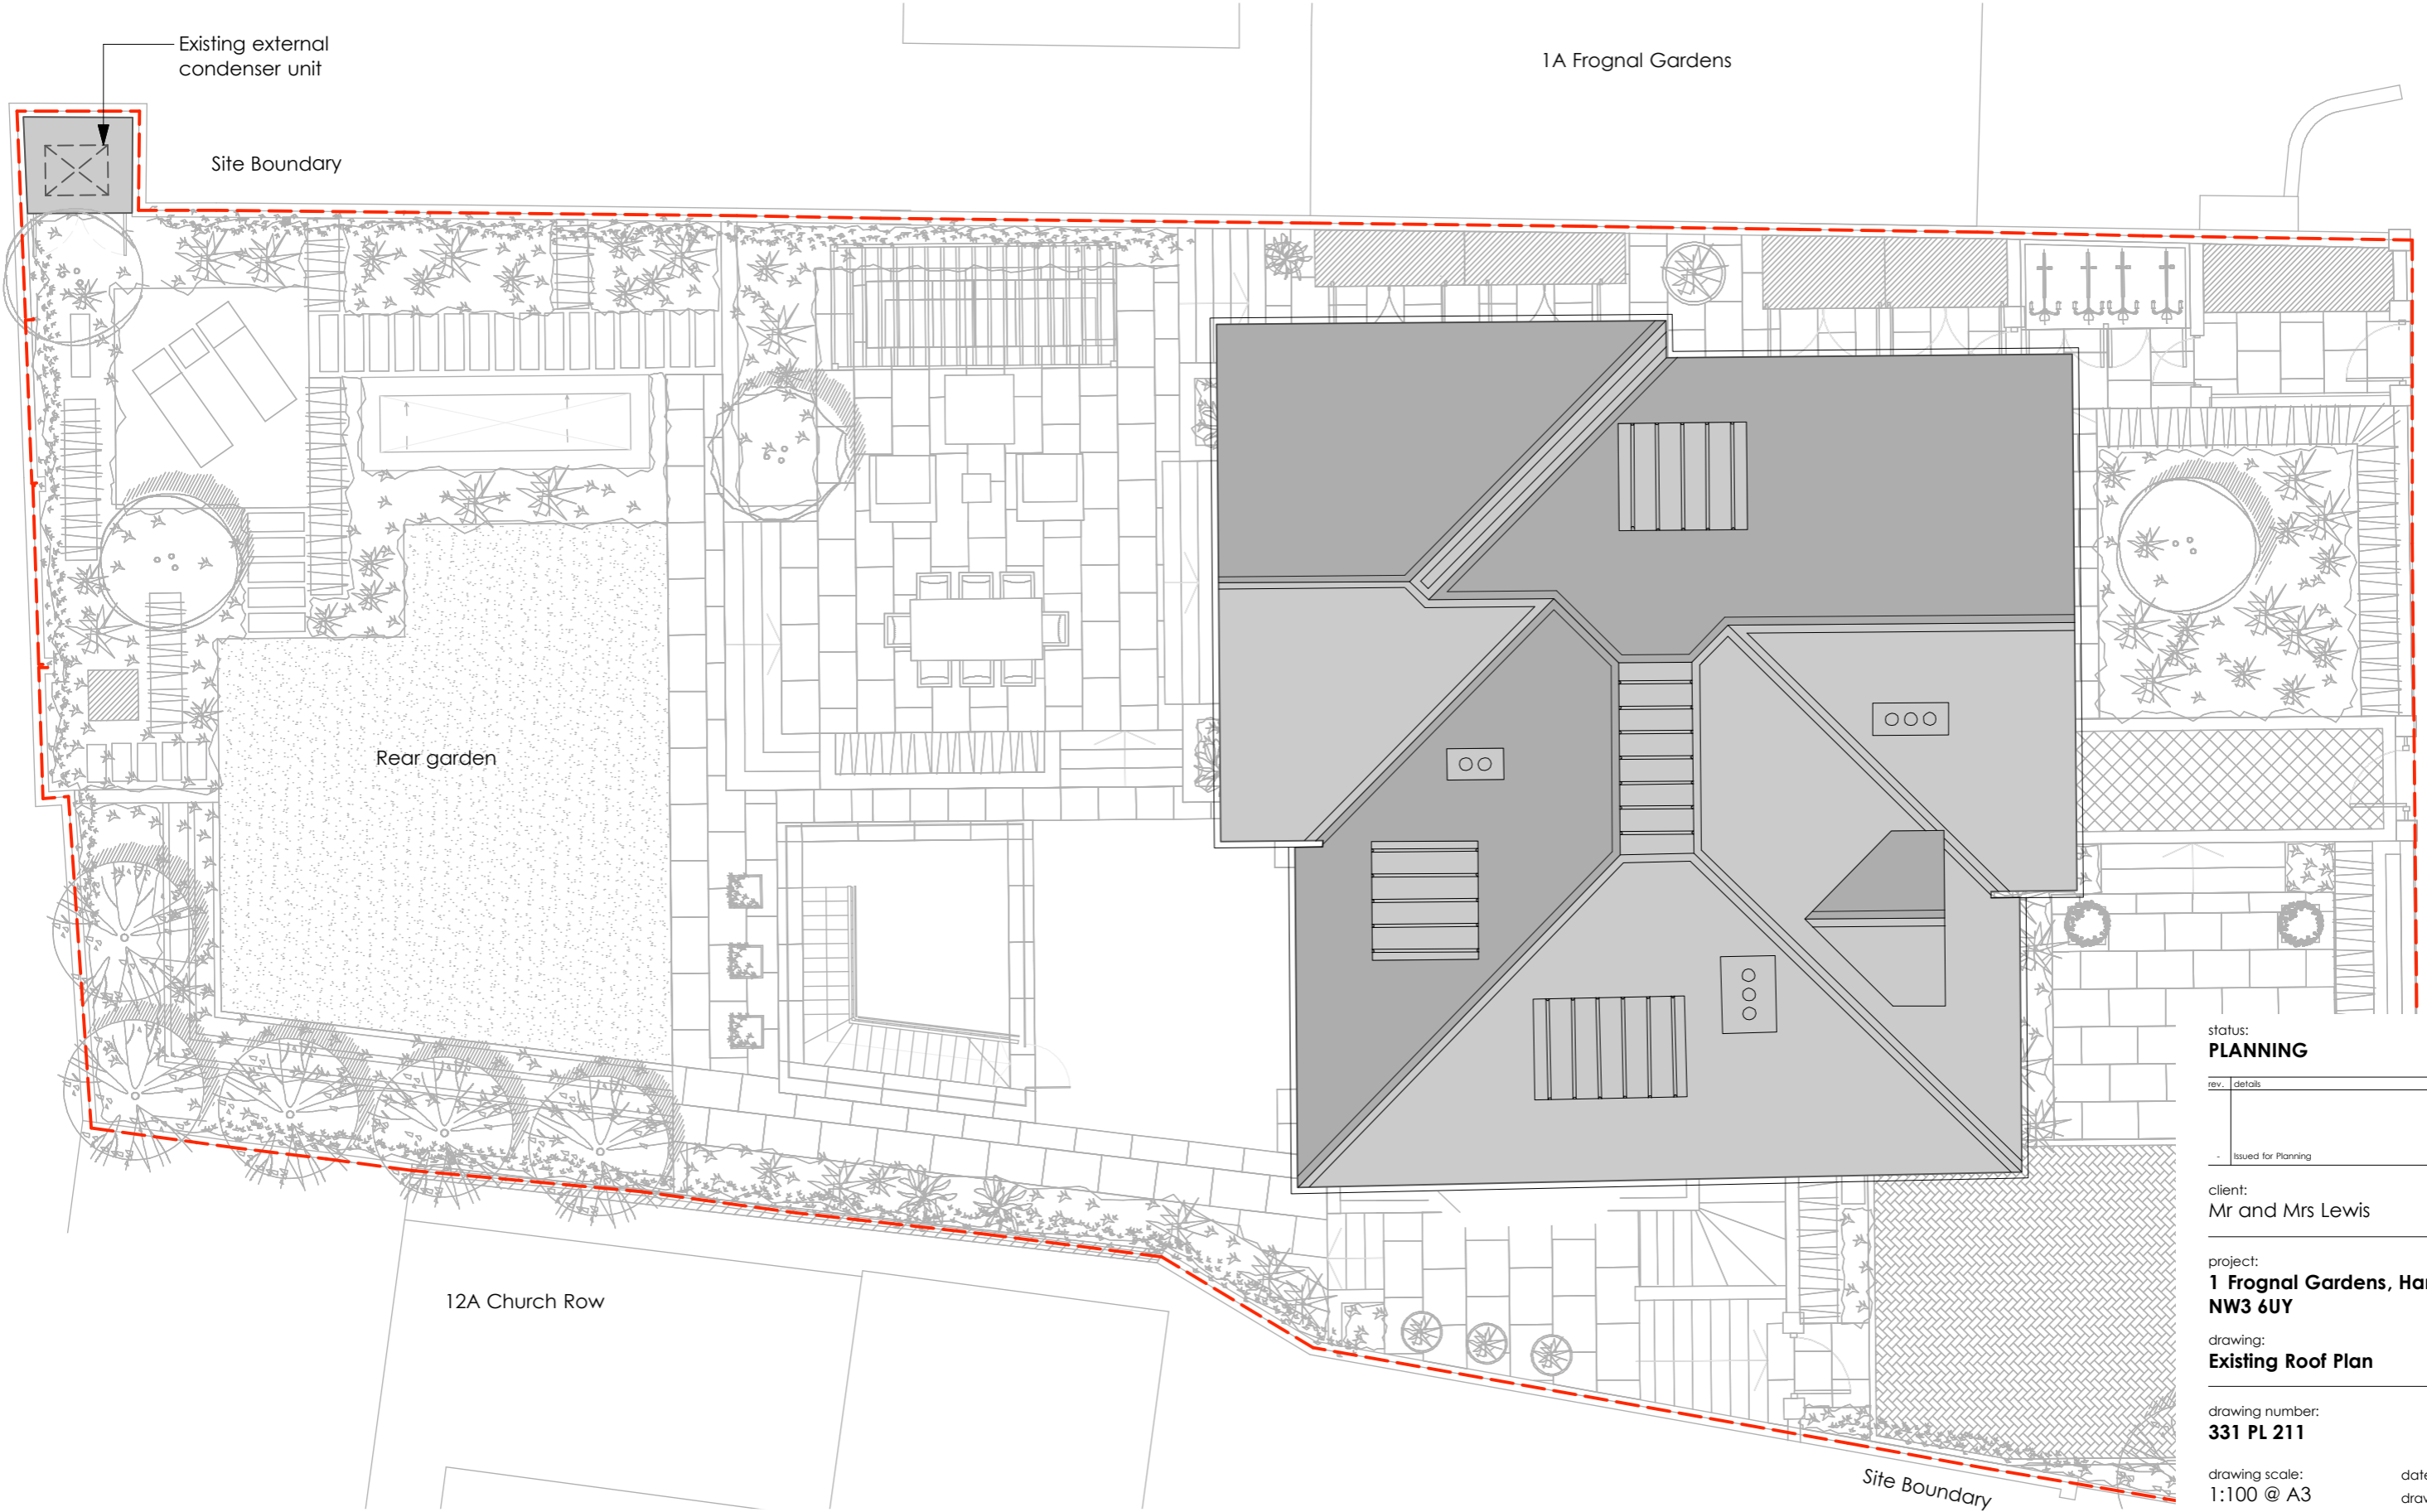 Existing external
condenser unit
1A Frognal Gardens
Site Boundary
Rear garden
12A Church Row
Site Boundary
status:
PLANNING
rev. details
- Issued for Planning
client:
Mr and Mrs Lewis
project:
1 Frognal Gardens,
NW3 6UY
drawing:
Existing Roof Plan
drawing number:
331 PL 211
drawing scale:
1:100 @ A3